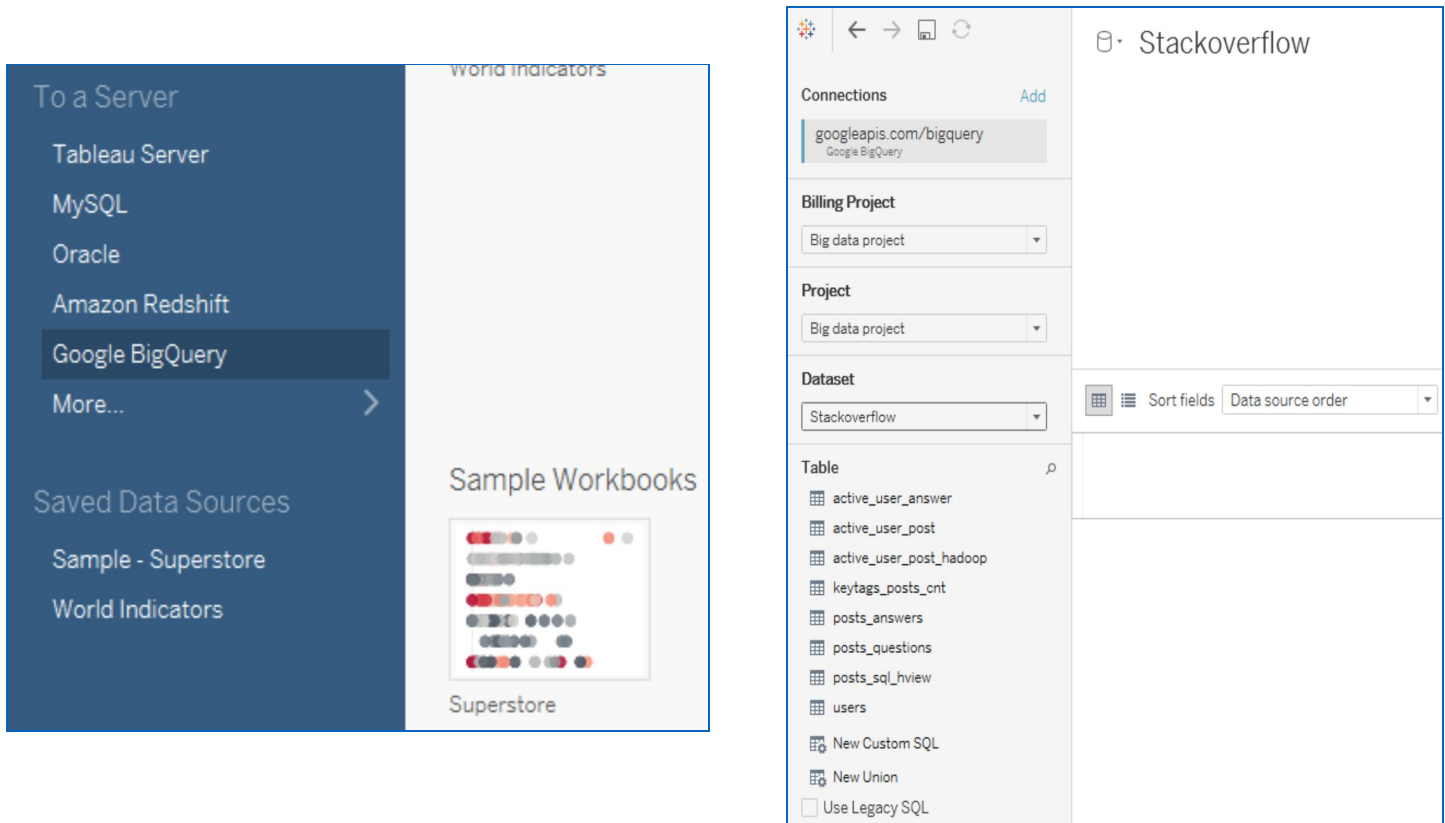 World Indicators
To a Server
Tableau Server
MySQL
Oracle
Amazon Redshift
Google BigQuery
More...
Saved Data Sources
Sample - Superstore
World Indicators
Sample Workbooks
Superstore
Stackoverflow
Connections Add
googleapis.com/bigquery
Google BigQuery
Billing Project
Big data project
Project
Big data project
Dataset
Stackoverflow
Sort fields Data source order
Table
active_user_answer
active_user_post
active_user_post_hadoop
keytags_posts_cnt
posts_answers
posts_questions
posts_sql_hview
users
New Custom SQL
New Union
Use Legacy SQL